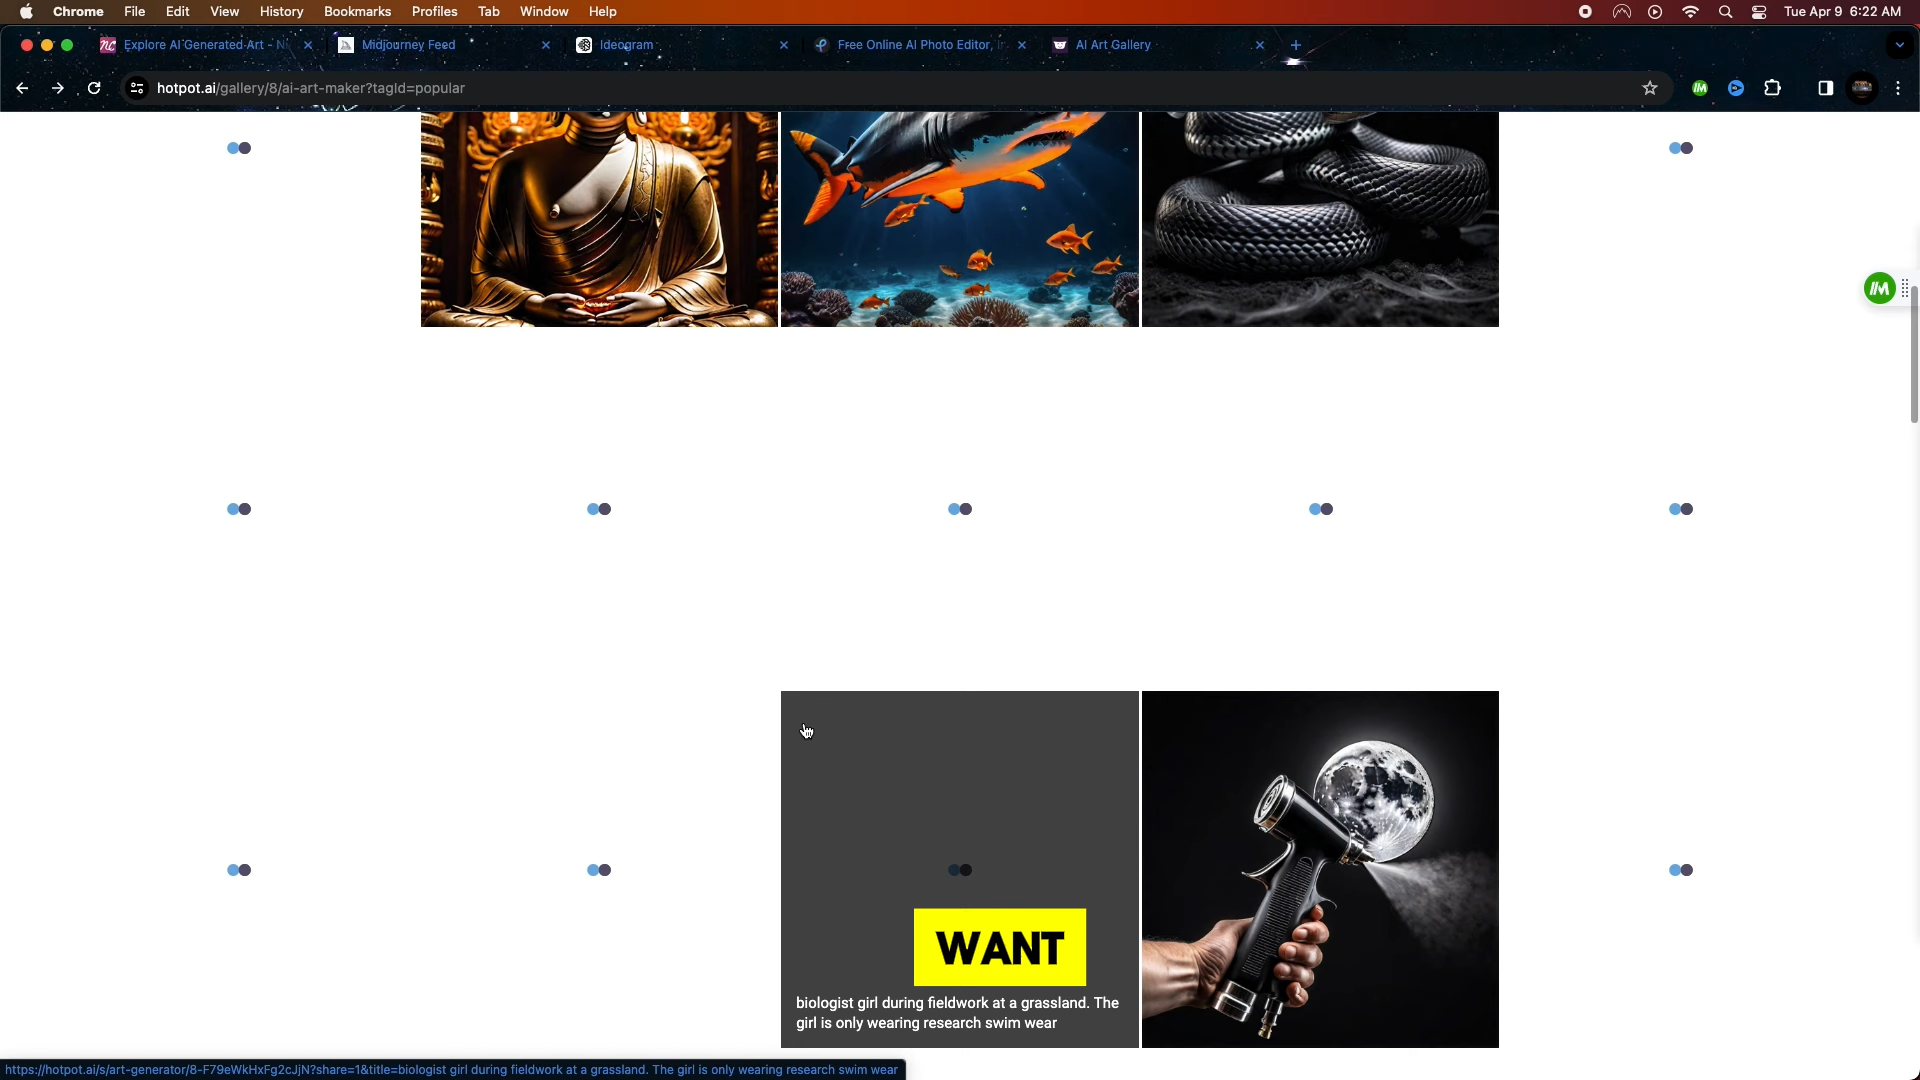 Chrome File Edit View History Bookmarks Profiles Tab Window Help Tue Apr 9 6:22 AM
Explore AI Generated Art - N Midjourney Feed Ideogram Free Online AI Photo Editor, AI Art Gallery
hotpot.ai/gallery/8/ai-art-maker?tagId=popular
WANT
biologist girl during fieldwork at a grassland. The
girl is only wearing research swim wear
https://hotpot.ai/s/art-generator/8-F79eWkHxFg2cJjN?share=1&title=biologist girl during fieldwork at a grassland. The girl is only wearing research swim wear